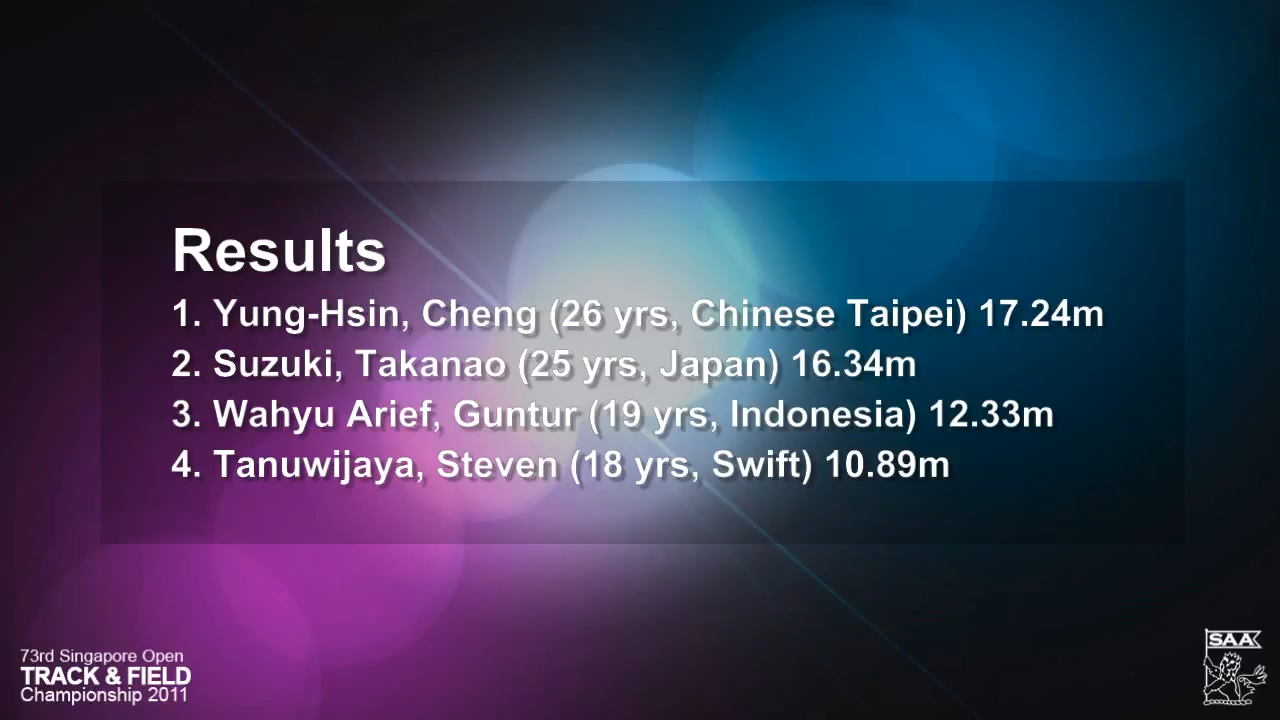 Results
1. Yung-Hsin, Cheng (26 yrs, Chinese Taipei) 17.24m
2. Suzuki, Takanao (25 yrs, Japan) 16.34m
3. Wahyu Arief, Guntur (19 yrs, Indonesia) 12.33m
4. Tanuwijaya, Steven (18 yrs, Swift) 10.89m
73rd Singapore Open
TRACK & FIELD
Championship 2011
SAA